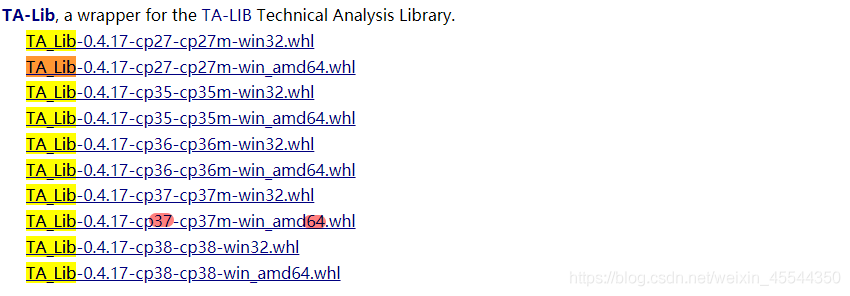 TA-Lib, a wrapper for the TA-LIB Technical Analysis Library.
TA_Lib-0.4.17-cp27-cp27m-win32.whl
TA_Lib-0.4.17-cp27-cp27m-win_amd64.whl
TA_Lib-0.4.17-cp35-cp35m-win32.whl
TA_Lib-0.4.17-cp35-cp35m-win_amd64.whl
TA_Lib-0.4.17-cp36-cp36m-win32.whl
TA_Lib-0.4.17-cp36-cp36m-win_amd64.whl
TA_Lib-0.4.17-cp37-cp37m-win32.whl
TA_Lib-0.4.17-cp37-cp37m-win_amd64.whl
TA_Lib-0.4.17-cp38-cp38-win32.whl
TA_Lib-0.4.17-cp38-cp38-win_amd64.whl
https://blog.csdn.net/weixin_45544350